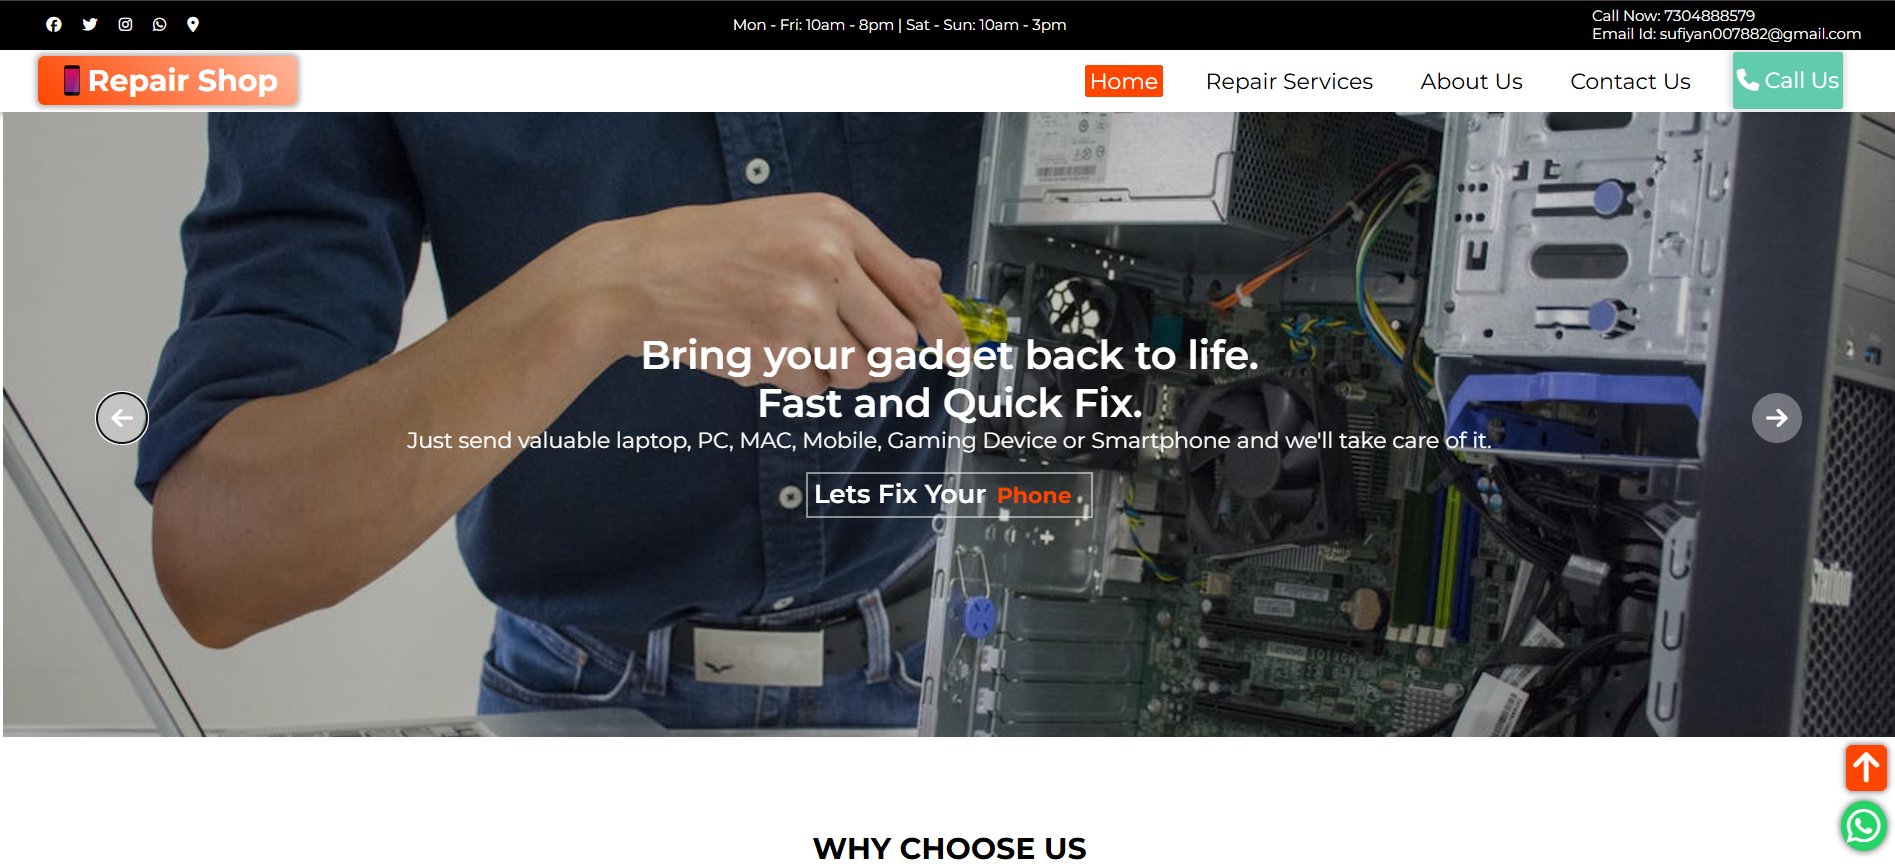 Mon - Fri: 10am - 8pm | Sat - Sun: 10am - 3pm
Call Now: 7304888579
Email Id: sufiyan007882@gmail.com
Repair Shop
Home
Repair Services
About Us
Contact Us
Call Us
Bring your gadget back to life.
Fast and Quick Fix.
Just send valuable laptop, PC, MAC, Mobile, Gaming Device or Smartphone and we'll take care of it.
Lets Fix Your Phone
Lenovo
WHY CHOOSE US